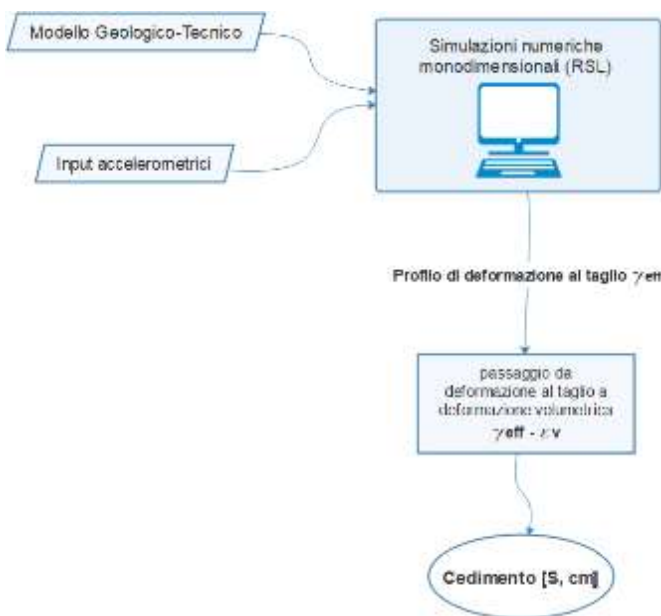 Modello Geologico-Tecnico
Simulazioni numeriche
monodimensionali (RSL)
Input accelerometrici
Profilo di deformazione al taglio γeff
passaggio da
deformazione al taglio a
deformazione volumetrica
γeff - εv
Cedimento [S, cm]